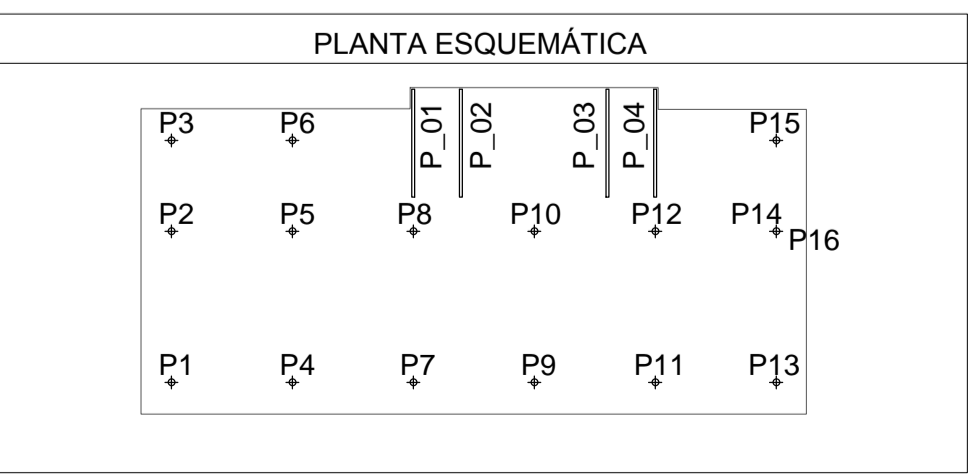 PLANTA ESQUEMÁTICA
P_01
P_02
P_03
P_04
P3 P6 P15
P2 P5 P8 P10 P12 P14
P16
P1 P4 P7 P9 P11 P13